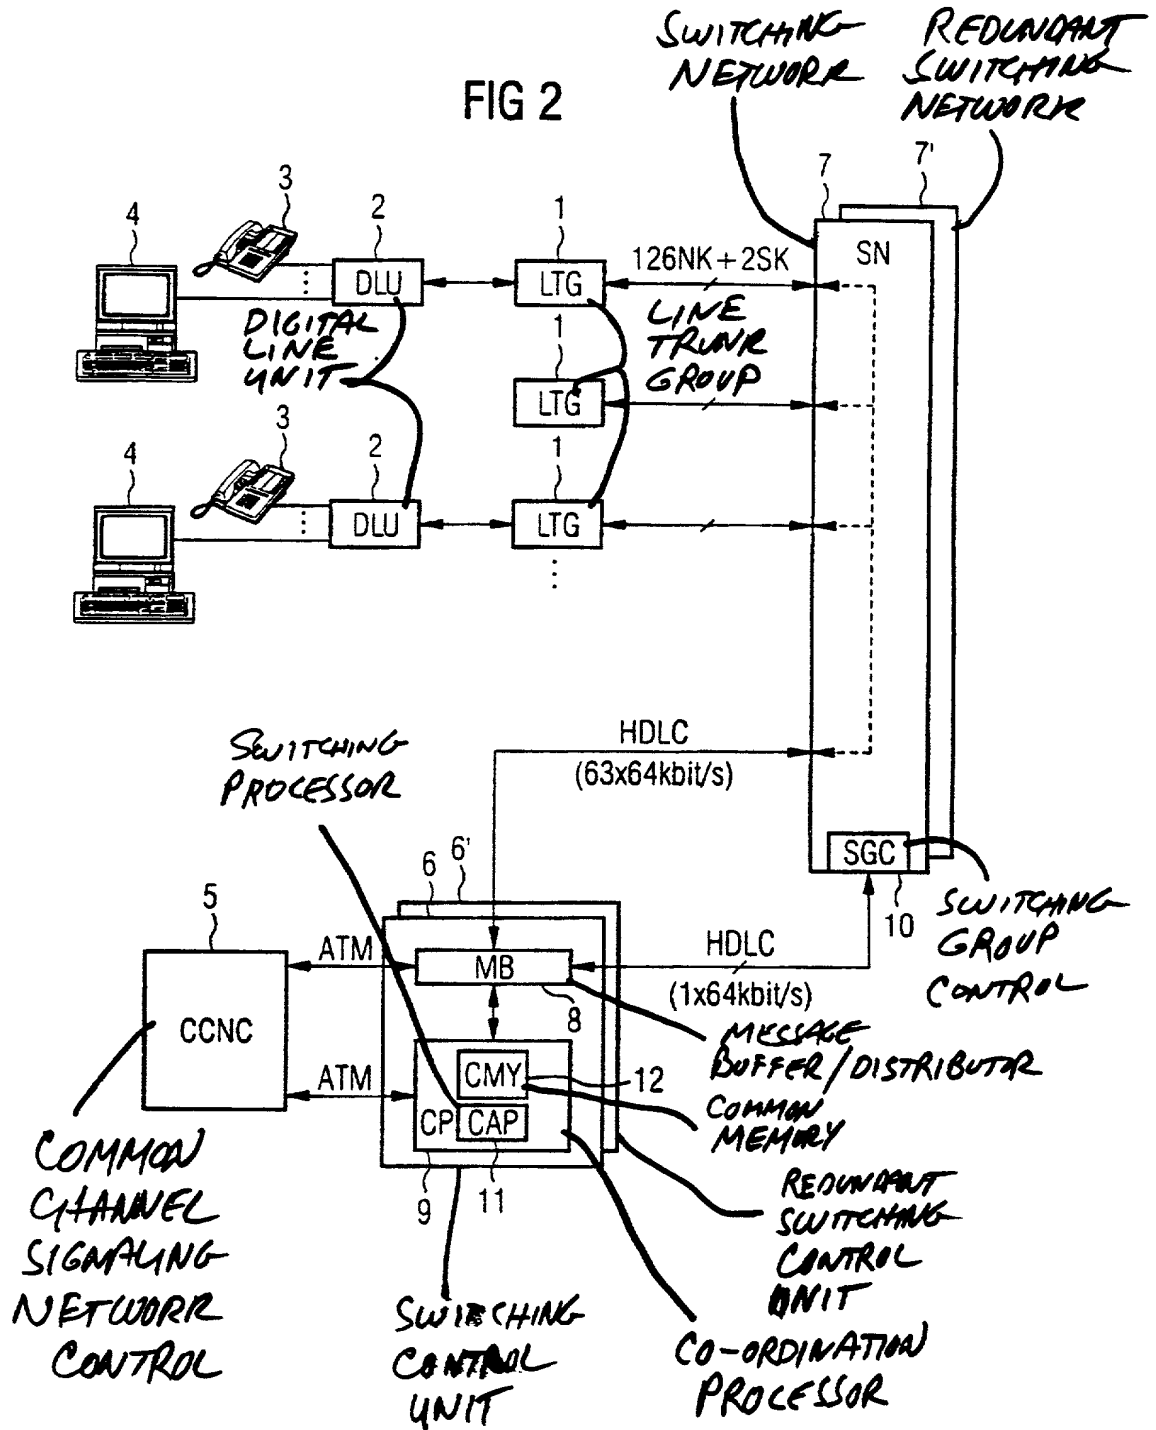 SWITCHING
NETWORK
REDUNDANT
SWITCHING
NETWORK
FIG 2
7
7'
4
3
2
1
DLU
LTG
126NK+2SK
SN
DIGITAL
LINE
UNIT
LINE
TRUNK
GROUP
1
LTG
4
3
2
1
DLU
LTG
SWITCHING
PROCESSOR
HDLC
(63x64kbit/s)
SGC
10
SWITCHING
GROUP
CONTROL
5
6
6'
ATM
MB
8
HDLC
(1x64kbit/s)
CCNC
MESSAGE
BUFFER/DISTRIBUTOR
ATM
CMY
12
CP
CAP
COMMON
MEMORY
9
11
COMMON
CHANNEL
SIGNALING
NETWORK
CONTROL
REDUNDANT
SWITCHING
CONTROL
UNIT
SWITCHING
CONTROL
UNIT
CO-ORDINATION
PROCESSOR